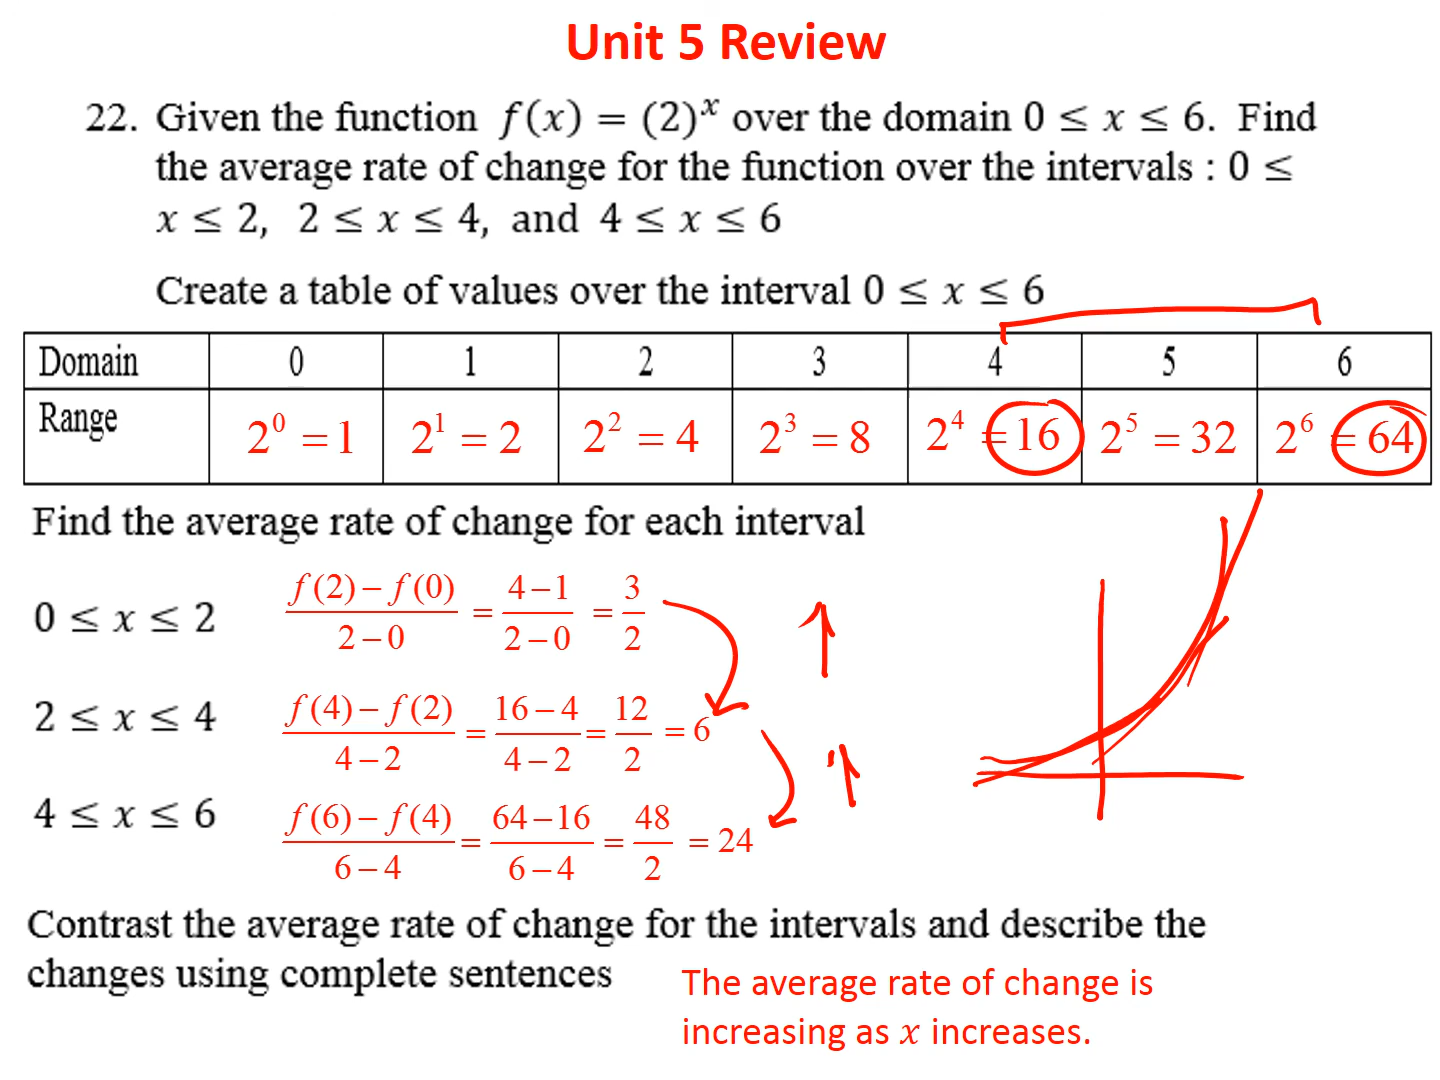 Unit 5 Review
22. Given the function f(x) = (2)^x over the domain 0 ≤ x ≤ 6. Find
the average rate of change for the function over the intervals : 0 ≤
x ≤ 2, 2 ≤ x ≤ 4, and 4 ≤ x ≤ 6
Create a table of values over the interval 0 ≤ x ≤ 6
Domain 0 1 2 3 4 5 6
Range 2^0 = 1 2^1 = 2 2^2 = 4 2^3 = 8 2^4 = 16 2^5 = 32 2^6 = 64
Find the average rate of change for each interval
0 ≤ x ≤ 2 (f(2) − f(0))/(2 − 0) = (4 − 1)/(2 − 0) = 3/2
2 ≤ x ≤ 4 (f(4) − f(2))/(4 − 2) = (16 − 4)/(4 − 2) = 12/2 = 6
4 ≤ x ≤ 6 (f(6) − f(4))/(6 − 4) = (64 − 16)/(6 − 4) = 48/2 = 24
Contrast the average rate of change for the intervals and describe the
changes using complete sentences
The average rate of change is
increasing as x increases.